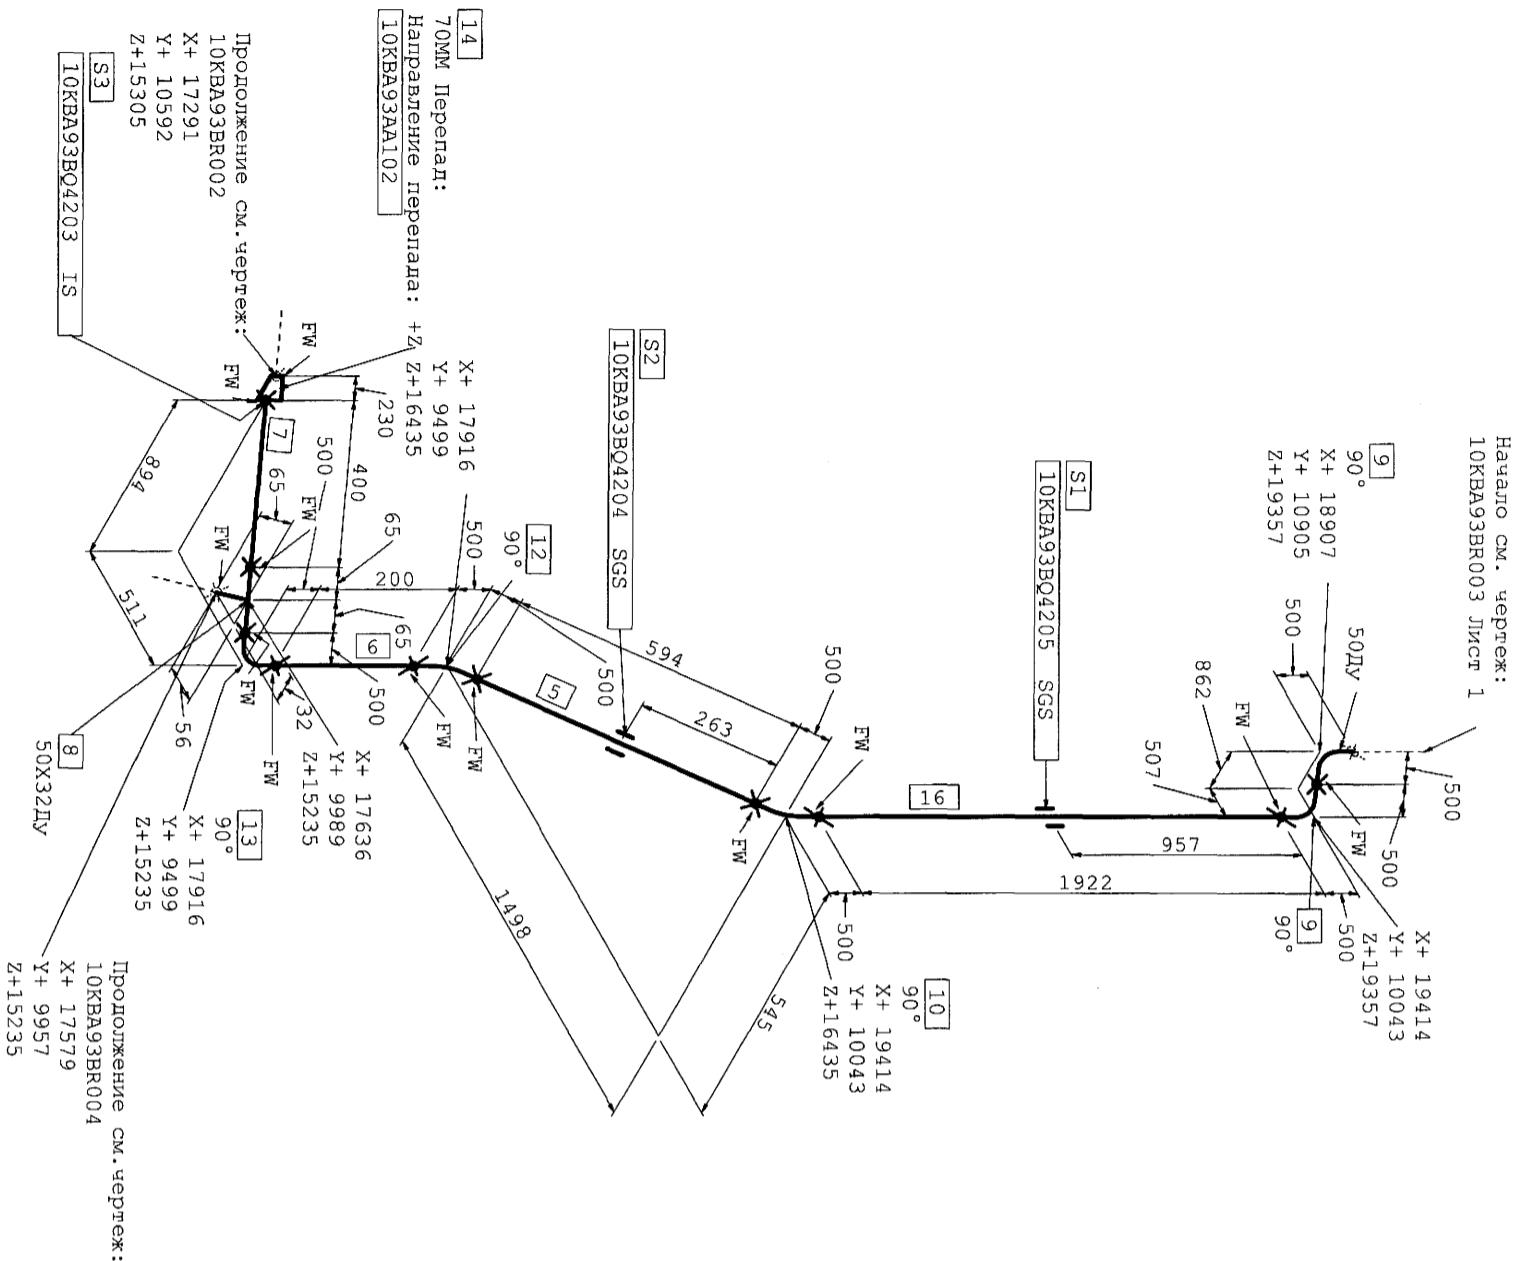 Начало см. чертеж:
10KBA93BR003 Лист 1
500
50Ду
500
862
507
FW
FW
500
9
90°
X+ 18907
Y+ 10905
Z+19357
X+ 19414
Y+ 10043
Z+19357
9
90°
500
957
1922
500
S1
10KBA93BQ4205 SGS
16
FW
10
90°
X+ 19414
Y+ 10043
Z+16435
545
1498
500
FW
594
263
S2
10KBA93BQ4204 SGS
5
500
12
90°
500
X+ 17916
Y+ 9499
Z+16435
FW
FW
200
6
14
70ММ Перепад:
Направление перепада: +Z
10KBA93AA102
FW
FW
230
400
500
65
65
65
500
FW
7
Продолжение см.чертеж:
10KBA93BR002
X+ 17291
Y+ 10592
Z+15305
S3
10KBA93BQ4203 IS
894
511
FW
FW
FW
32
56
X+ 17636
Y+ 9989
Z+15235
13
90°
X+ 17916
Y+ 9499
Z+15235
8
50X32Ду
Продолжение см.чертеж:
10KBA93BR004
X+ 17579
Y+ 9957
Z+15235